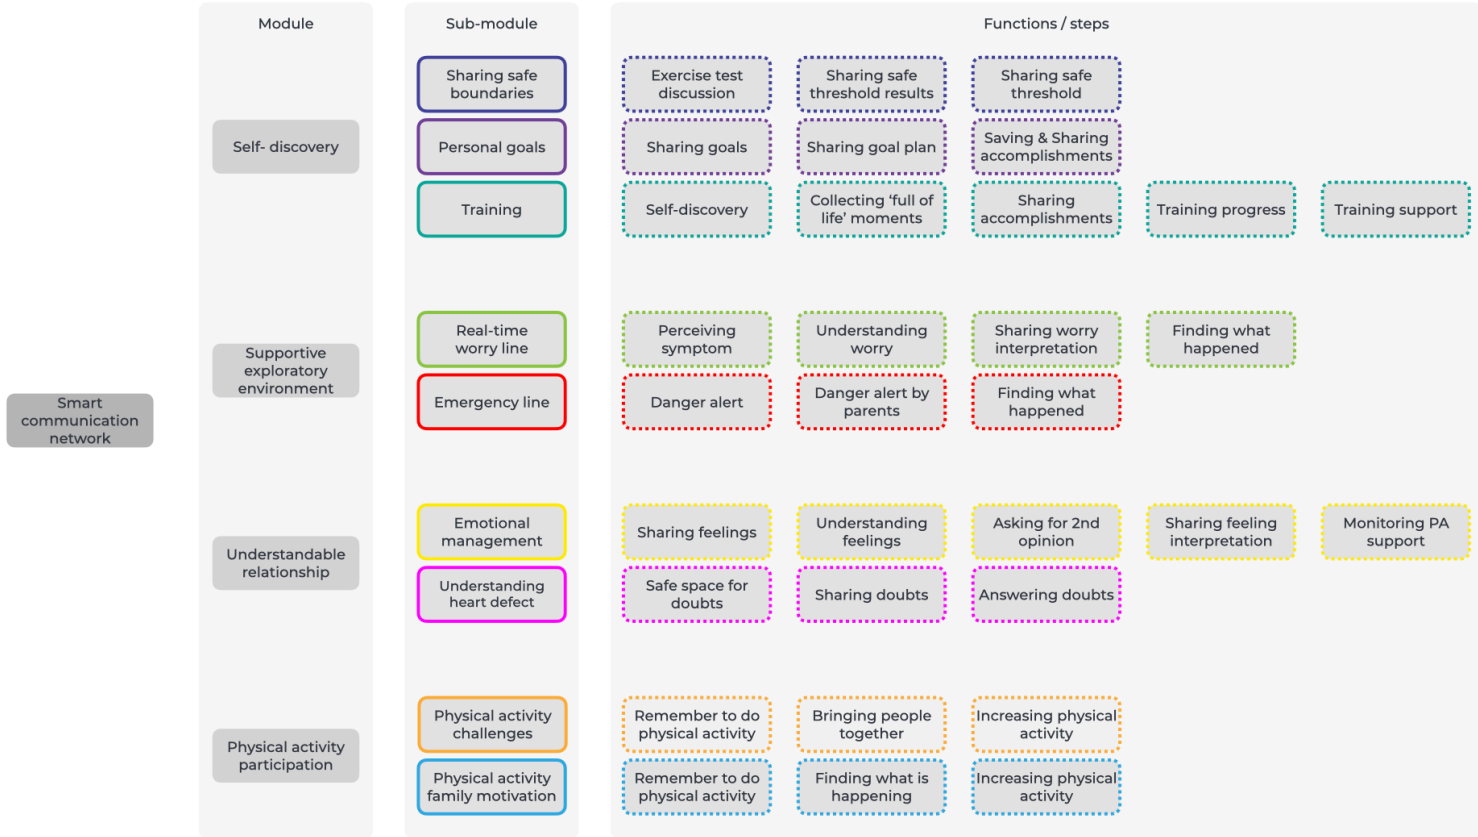 Module
Sub-module
Functions / steps
Sharing safe
boundaries
Exercise test
discussion
Sharing safe
threshold results
Sharing safe
threshold
Self- discovery
Personal goals
Sharing goals
Sharing goal plan
Saving & Sharing
accomplishments
Training
Self-discovery
Collecting ‘full of
life’ moments
Sharing
accomplishments
Training progress
Training support
Smart
communication
network
Supportive
exploratory
environment
Real-time
worry line
Perceiving
symptom
Understanding
worry
Sharing worry
interpretation
Finding what
happened
Emergency line
Danger alert
Danger alert by
parents
Finding what
happened
Understandable
relationship
Emotional
management
Sharing feelings
Understanding
feelings
Asking for 2nd
opinion
Sharing feeling
interpretation
Monitoring PA
support
Understanding
heart defect
Safe space for
doubts
Sharing doubts
Answering doubts
Physical activity
participation
Physical activity
challenges
Remember to do
physical activity
Bringing people
together
Increasing physical
activity
Physical activity
family motivation
Remember to do
physical activity
Finding what is
happening
Increasing physical
activity